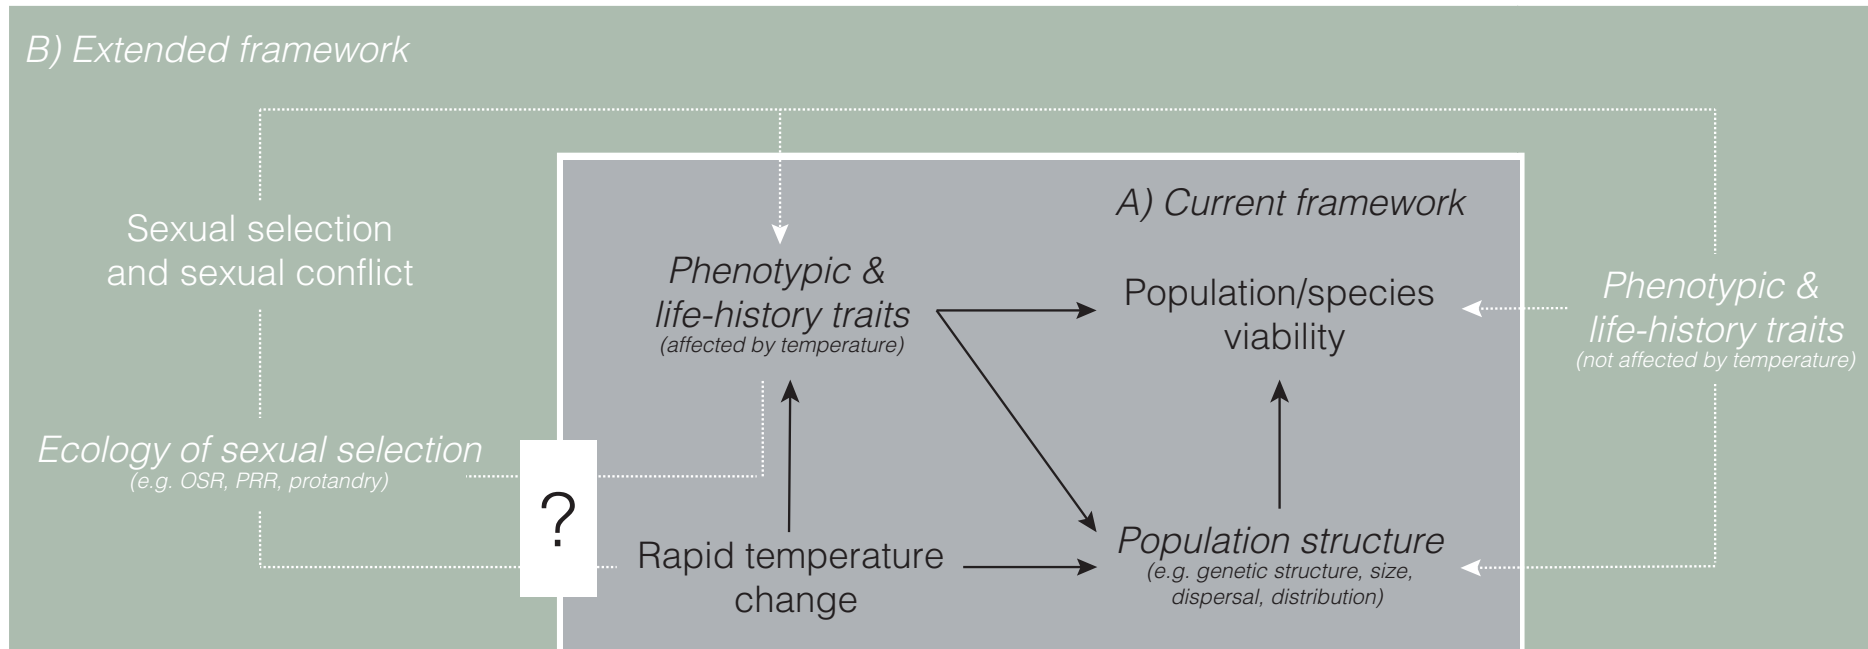 B) Extended framework
A) Current framework
Sexual selection
and sexual conflict
Phenotypic &
life-history traits
(affected by temperature)
Population/species
viability
Phenotypic &
life-history traits
(not affected by temperature)
Ecology of sexual selection
(e.g. OSR, PRR, protandry)
?
Rapid temperature
change
Population structure
(e.g. genetic structure, size,
dispersal, distribution)